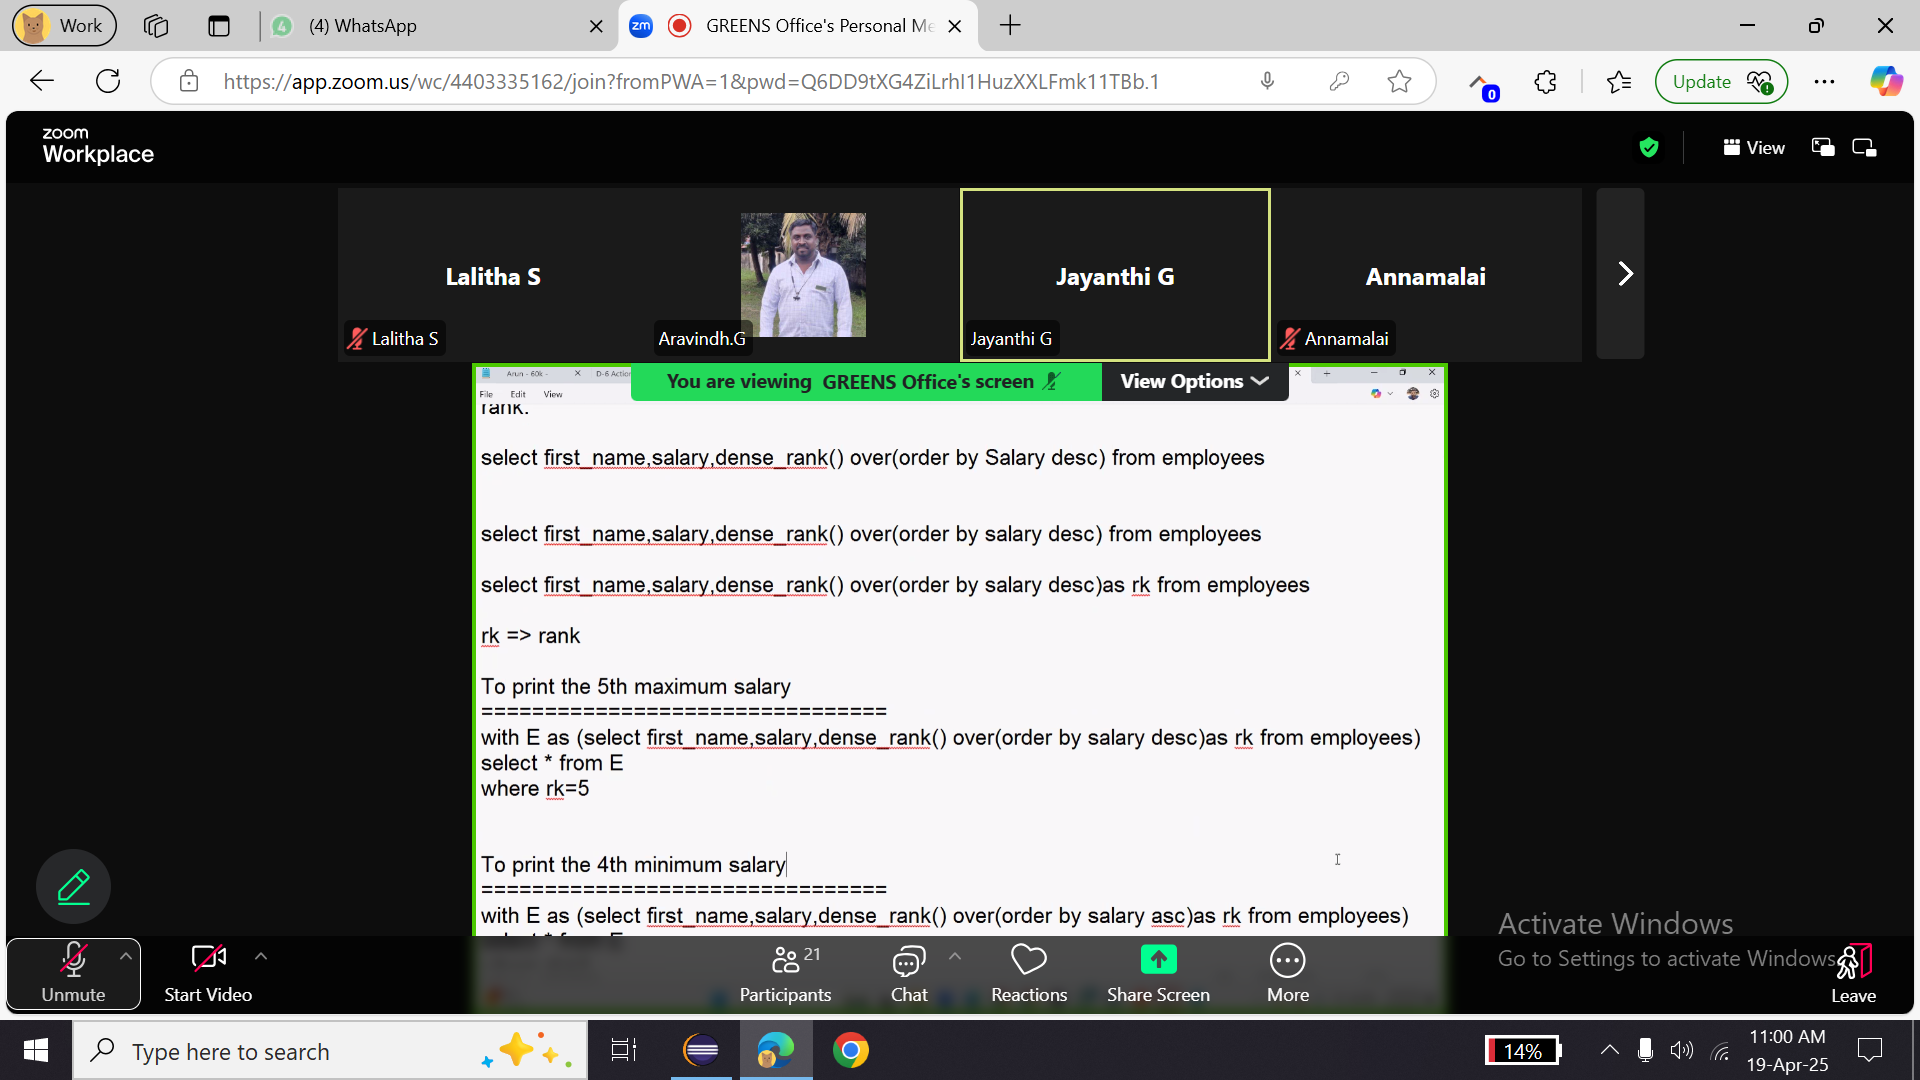 Work
(4) WhatsApp
zm
GREENS Office's Personal Me
https://app.zoom.us/wc/4403335162/join?fromPWA=1&pwd=Q6DD9tXG4ZiLrhI1HuzXXLFmk11TBb.1
0
Update
zoom
Workplace
View
Lalitha S
Jayanthi G
Annamalai
Lalitha S
Aravindh.G
Jayanthi G
Annamalai
Arun - 60k -
D-6 Action
You are viewing GREENS Office's screen
View Options
File Edit View
rank.
select first_name,salary,dense_rank() over(order by Salary desc) from employees
select first_name,salary,dense_rank() over(order by salary desc) from employees
select first_name,salary,dense_rank() over(order by salary desc)as rk from employees
rk => rank
To print the 5th maximum salary
================================
with E as (select first_name,salary,dense_rank() over(order by salary desc)as rk from employees)
select * from E
where rk=5
To print the 4th minimum salary
================================
with E as (select first_name,salary,dense_rank() over(order by salary asc)as rk from employees)
Activate Windows
Go to Settings to activate Windows.
Unmute
Start Video
21
Participants
Chat
Reactions
Share Screen
More
Leave
Type here to search
14%
11:00 AM
19-Apr-25